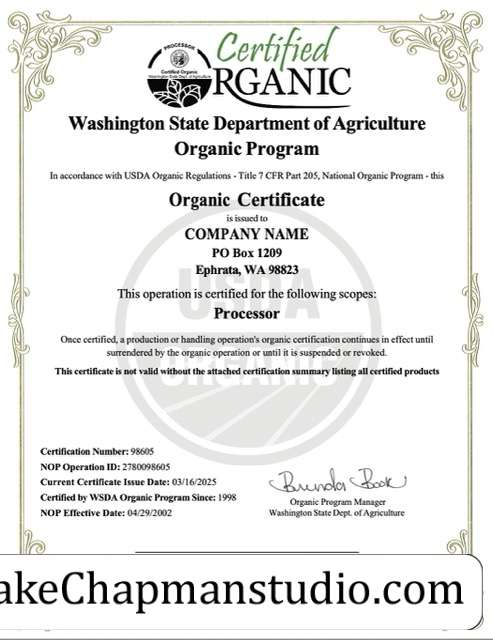 Certified
ORGANIC
PROCESSOR
Certified Organic
Washington State Dept. of Agriculture
Washington State Department of Agriculture
Organic Program
In accordance with USDA Organic Regulations - Title 7 CFR Part 205, National Organic Program - this
Organic Certificate
is issued to
COMPANY NAME
PO Box 1209
Ephrata, WA 98823
This operation is certified for the following scopes:
Processor
USDA
ORGANIC
Once certified, a production or handling operation's organic certification continues in effect until
surrendered by the organic operation or until it is suspended or revoked.
This certificate is not valid without the attached certification summary listing all certified products
Certification Number: 98605
NOP Operation ID: 2780098605
Current Certificate Issue Date: 03/16/2025
Certified by WSDA Organic Program Since: 1998
NOP Effective Date: 04/29/2002
Brenda Book
Organic Program Manager
Washington State Dept. of Agriculture
akeChapmanstudio.com